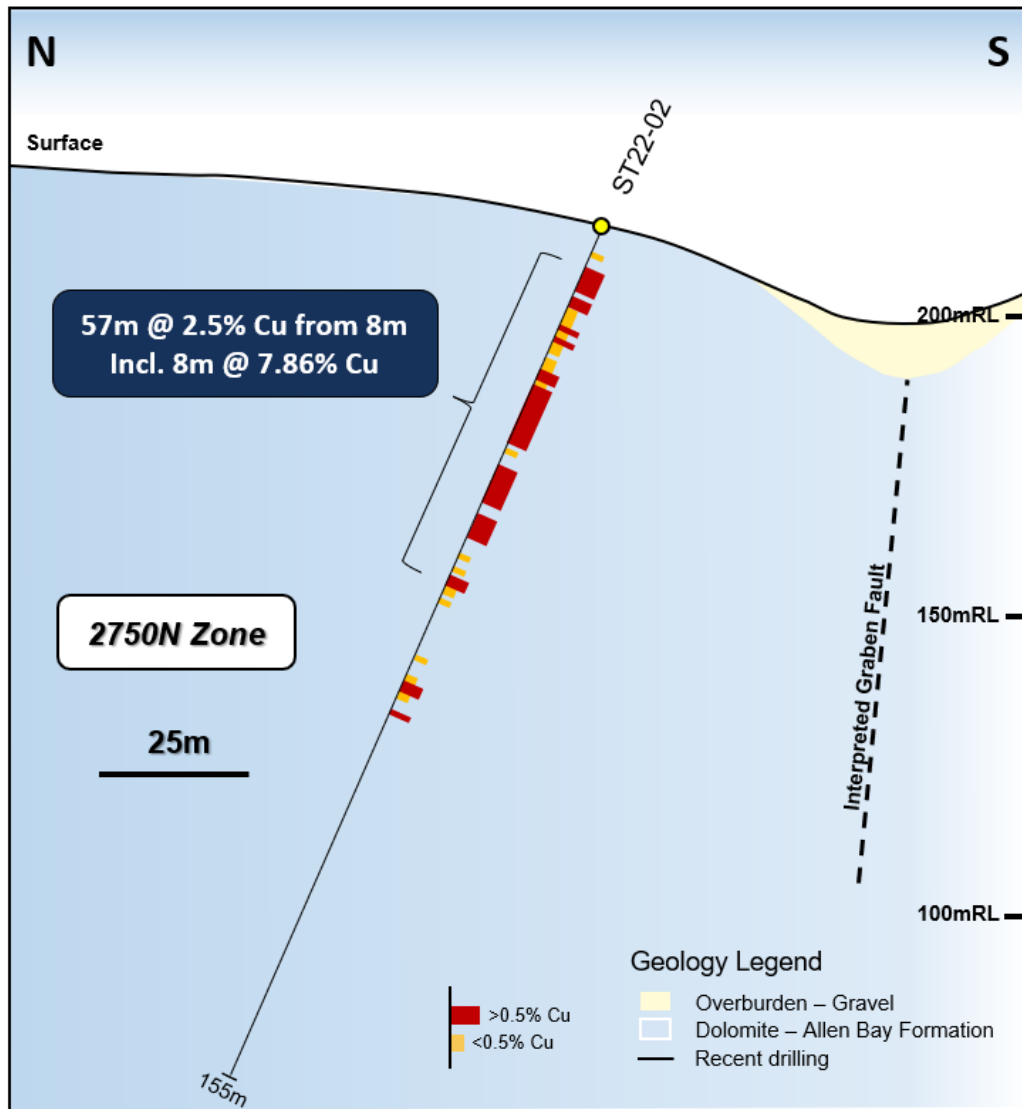 N
S
Surface
ST22-02
57m @ 2.5% Cu from 8m
Incl. 8m @ 7.86% Cu
200mRL
2750N Zone
150mRL
25m
Interpreted Graben Fault
100mRL
Geology Legend
>0.5% Cu
<0.5% Cu
Overburden – Gravel
Dolomite – Allen Bay Formation
Recent drilling
155m